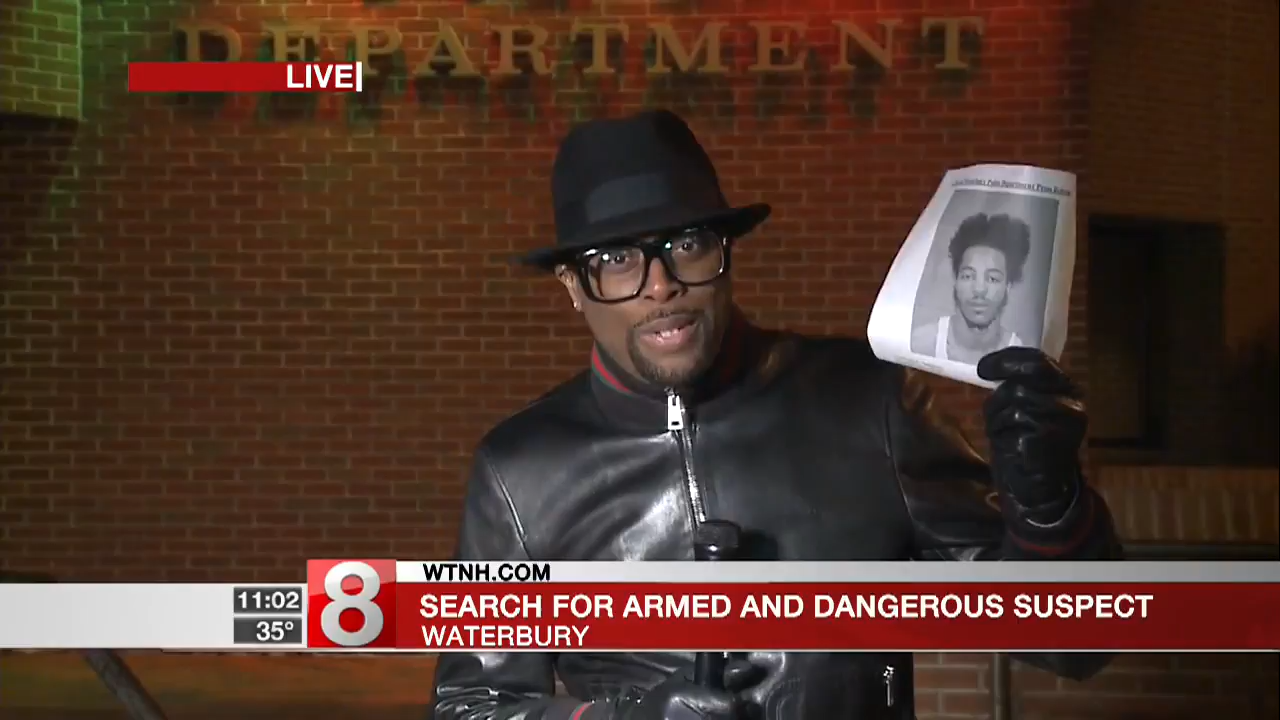 DEPARTMENT
LIVE
WTNH.COM
11:02
8
SEARCH FOR ARMED AND DANGEROUS SUSPECT
35°
WATERBURY